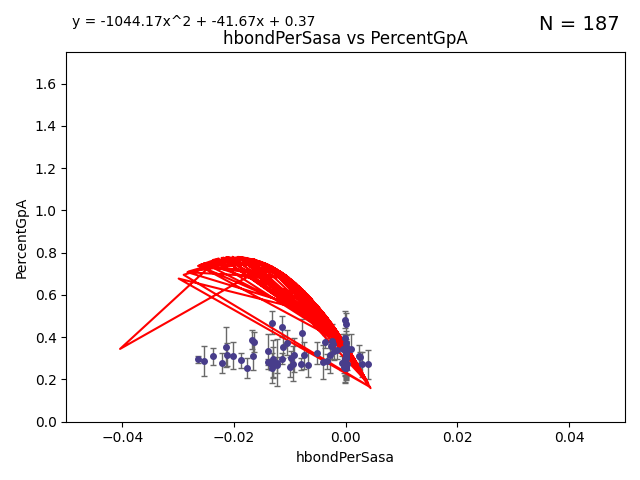 y = -1044.17x^2 + -41.67x + 0.37
N = 187
hbondPerSasa vs PercentGpA
1.6
1.4
1.2
1.0
0.8
0.6
0.4
0.2
0.0
PercentGpA
−0.04 −0.02 0.00 0.02 0.04
hbondPerSasa